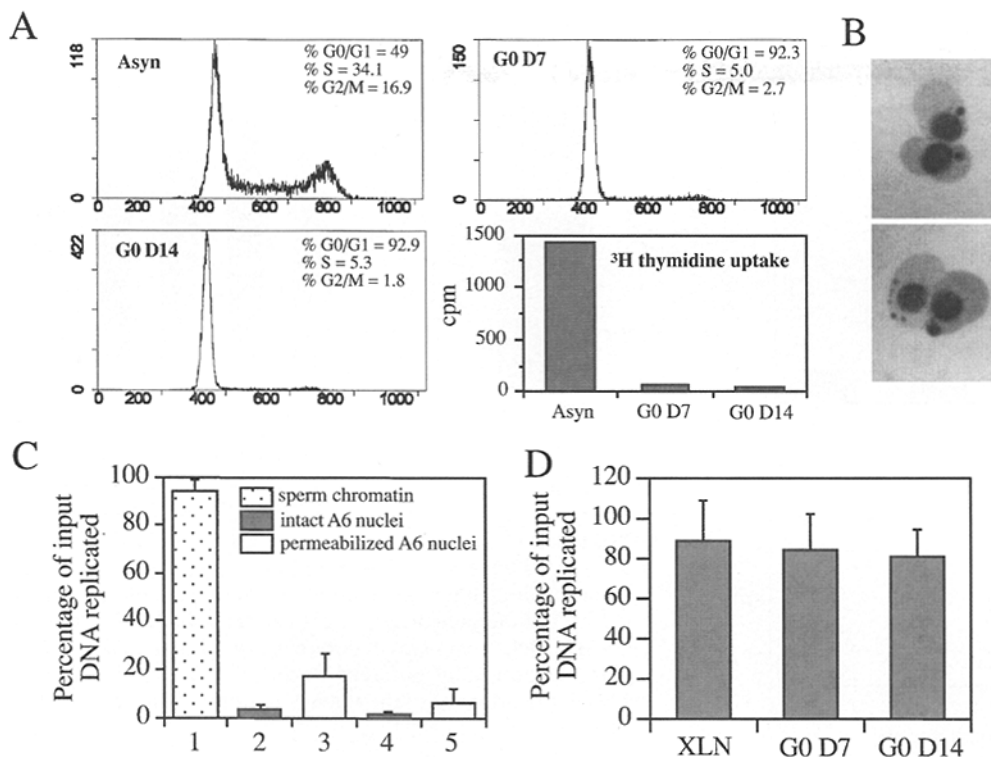 A
118
0
Asyn
% G0/G1 = 49
% S = 34.1
% G2/M = 16.9
0 200 400 600 800 1000
150
0
G0 D7
% G0/G1 = 92.3
% S = 5.0
% G2/M = 2.7
0 200 400 600 800 1000
B
422
0
G0 D14
% G0/G1 = 92.9
% S = 5.3
% G2/M = 1.8
0 200 400 600 800 1000
cpm
1500
1000
500
0
³H thymidine uptake
Asyn G0 D7 G0 D14
C
Percentage of input
DNA replicated
100
80
60
40
20
0
sperm chromatin
intact A6 nuclei
permeabilized A6 nuclei
1 2 3 4 5
D
Percentage of input
DNA replicated
120
100
80
60
40
20
0
XLN G0 D7 G0 D14